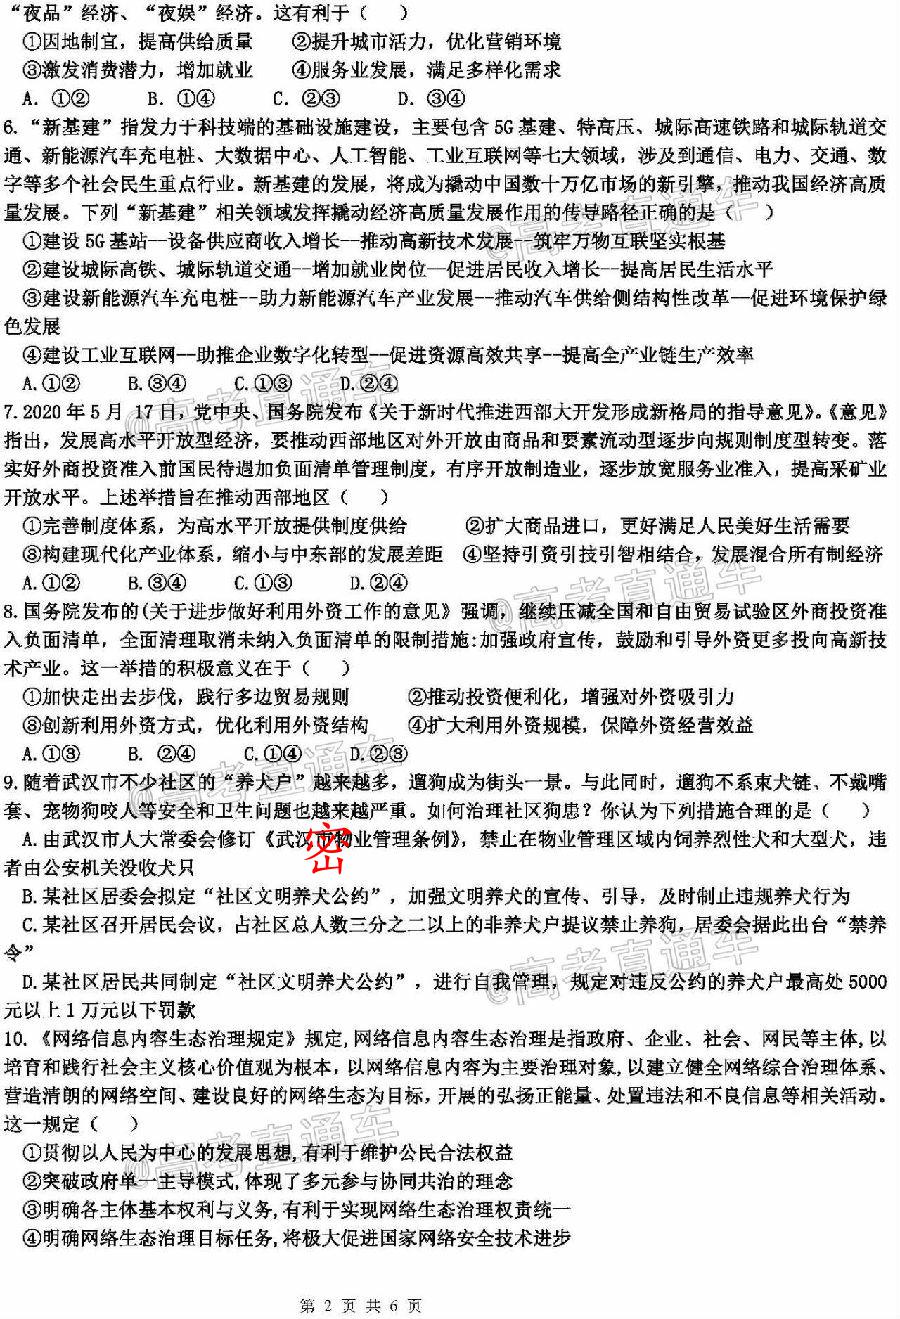 “夜品”经济、“夜娱”经济。这有利于（　　）
①因地制宜，提高供给质量　　②提升城市活力，优化营销环境
③激发消费潜力，增加就业　　④服务业发展，满足多样化需求
A. ①②　　B. ①④　　C. ②③　　D. ③④
6. “新基建”指发力于科技端的基础设施建设，主要包含 5G 基建、特高压、城际高速铁路和城际轨道交
通、新能源汽车充电桩、大数据中心、人工智能、工业互联网等七大领域，涉及到通信、电力、交通、数
字等多个社会民生重点行业。新基建的发展，将成为撬动中国数十万亿市场的新引擎，推动我国经济高质
量发展。下列“新基建”相关领域发挥撬动经济高质量发展作用的传导路径正确的是（　　）
①建设 5G 基站--设备供应商收入增长--推动高新技术发展--筑牢万物互联坚实根基
②建设城际高铁、城际轨道交通--增加就业岗位—促进居民收入增长--提高居民生活水平
③建设新能源汽车充电桩--助力新能源汽车产业发展--推动汽车供给侧结构性改革—促进环境保护绿
色发展
④建设工业互联网--助推企业数字化转型--促进资源高效共享--提高全产业链生产效率
A.①②　　B.③④　　C.①③　　D.②④
7. 2020 年 5 月 17 日，党中央、国务院发布《关于新时代推进西部大开发形成新格局的指导意见》。《意见》
指出，发展高水平开放型经济，要推动西部地区对外开放由商品和要素流动型逐步向规则制度型转变。落
实好外商投资准入前国民待遇加负面清单管理制度，有序开放制造业，逐步放宽服务业准入，提高采矿业
开放水平。上述举措旨在推动西部地区（　　）
①完善制度体系，为高水平开放提供制度供给　　②扩大商品进口，更好满足人民美好生活需要
③构建现代化产业体系，缩小与中东部的发展差距　④坚持引资引技引智相结合，发展混合所有制经济
A.①②　　B.③④　　C.①③　　D.②④
8. 国务院发布的(关于进步做好利用外资工作的意见》强调，继续压减全国和自由贸易试验区外商投资准
入负面清单，全面清理取消未纳入负面清单的限制措施:加强政府宣传，鼓励和引导外资更多投向高新技
术产业。这一举措的积极意义在于（　　）
①加快走出去步伐，践行多边贸易规则　　②推动投资便利化，增强对外资吸引力
③创新利用外资方式，优化利用外资结构　　④扩大利用外资规模，保障外资经营效益
A.①③　　B. ②④　　C.①④　　D.②③
9.随着武汉市不少社区的“养犬户”越来越多，遛狗成为街头一景。与此同时，遛狗不系束犬链、不戴嘴
套、宠物狗咬人等安全和卫生问题也越来越严重。如何治理社区狗患？你认为下列措施合理的是（　　）
A.由武汉市人大常委会修订《武汉市物业管理条例》，禁止在物业管理区域内饲养烈性犬和大型犬，违
者由公安机关没收犬只
B.某社区居委会拟定“社区文明养犬公约”，加强文明养犬的宣传、引导，及时制止违规养犬行为
C.某社区召开居民会议，占社区总人数三分之二以上的非养犬户提议禁止养狗，居委会据此出台“禁养
令”
D.某社区居民共同制定“社区文明养犬公约”，进行自我管理，规定对违反公约的养犬户最高处 5000
元以上 1 万元以下罚款
10.《网络信息内容生态治理规定》规定,网络信息内容生态治理是指政府、企业、社会、网民等主体,以
培育和践行社会主义核心价值观为根本，以网络信息内容为主要治理对象,以建立健全网络综合治理体系、
营造清朗的网络空间、建设良好的网络生态为目标,开展的弘扬正能量、处置违法和不良信息等相关活动。
这一规定（　　）
①贯彻以人民为中心的发展思想,有利于维护公民合法权益
②突破政府单一主导模式,体现了多元参与协同共治的理念
③明确各主体基本权利与义务,有利于实现网络生态治理权责统一
④明确网络生态治理目标任务,将极大促进国家网络安全技术进步
密
@高考直通车
@高考直通车
@高考直通车
@高考直通车
@高考直通车
@高考直通车
第 2 页 共 6 页